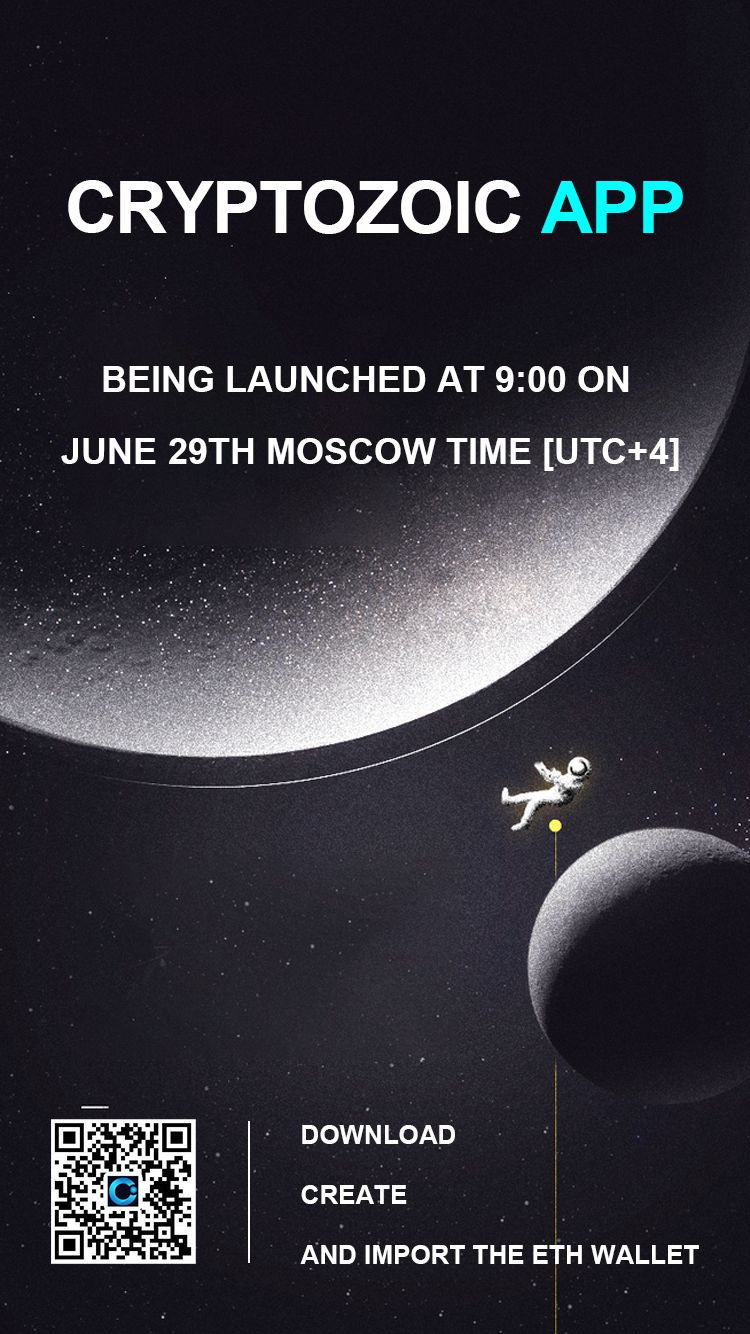 CRYPTOZOIC APP
BEING LAUNCHED AT 9:00 ON
JUNE 29TH MOSCOW TIME [UTC+4]
DOWNLOAD
CREATE
AND IMPORT THE ETH WALLET